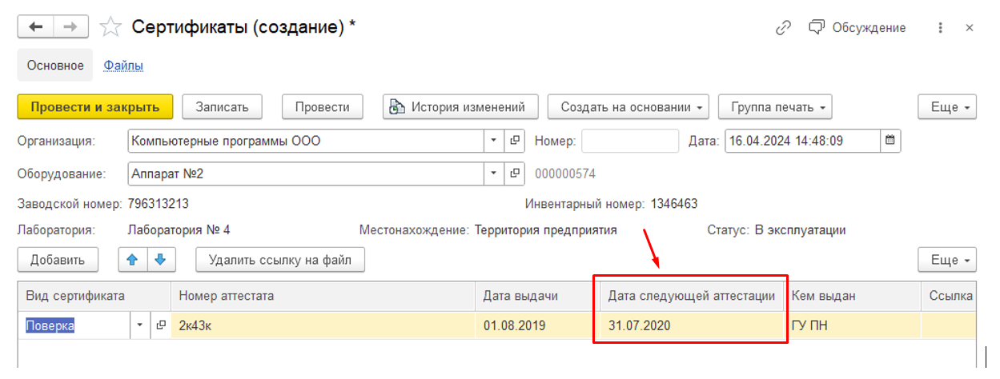 Сертификаты (создание) *
Обсуждение
Основное Файлы
Провести и закрыть Записать Провести История изменений Создать на основании Группа печать Еще
Организация: Компьютерные программы ООО Номер: Дата: 16.04.2024 14:48:09
Оборудование: Аппарат №2 000000574
Заводской номер: 796313213 Инвентарный номер: 1346463
Лаборатория: Лаборатория № 4 Местонахождение: Территория предприятия Статус: В эксплуатации
Добавить Удалить ссылку на файл Еще
Вид сертификата Номер аттестата Дата выдачи Дата следующей аттестации Кем выдан Ссылка
Поверка 2к43к 01.08.2019 31.07.2020 ГУ ПН